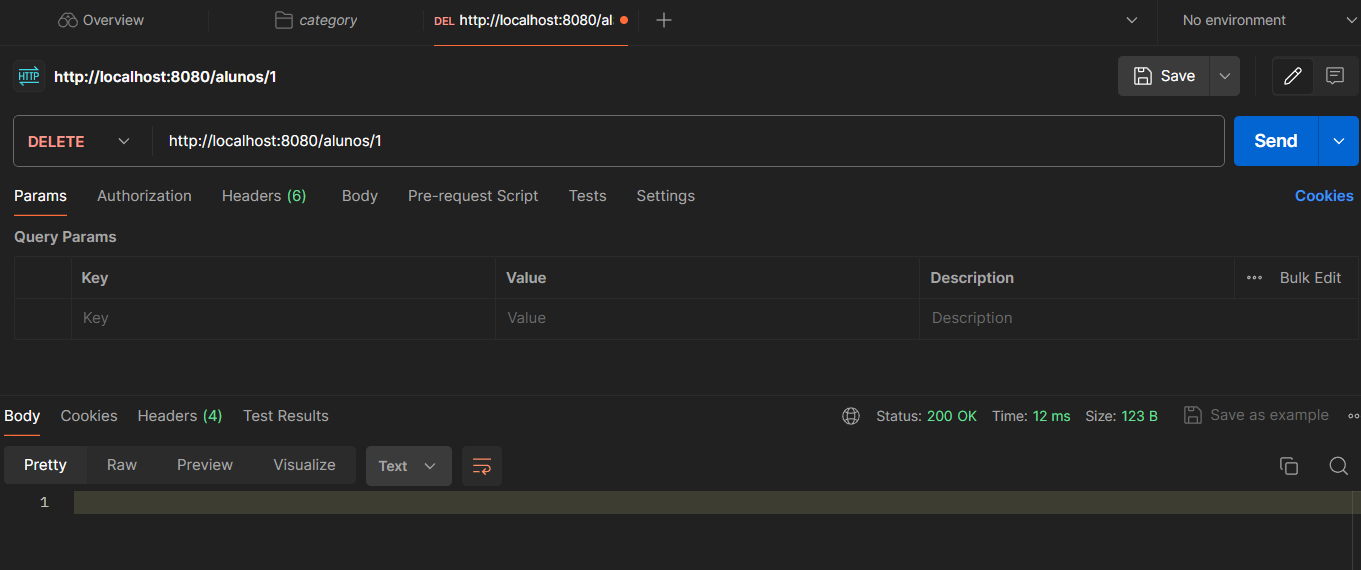 Overview category DEL http://localhost:8080/al No environment
HTTP http://localhost:8080/alunos/1 Save
DELETE http://localhost:8080/alunos/1 Send
Params Authorization Headers (6) Body Pre-request Script Tests Settings Cookies
Query Params
Key Value Description Bulk Edit
Key Value Description
Body Cookies Headers (4) Test Results Status: 200 OK Time: 12 ms Size: 123 B Save as example
Pretty Raw Preview Visualize Text
1